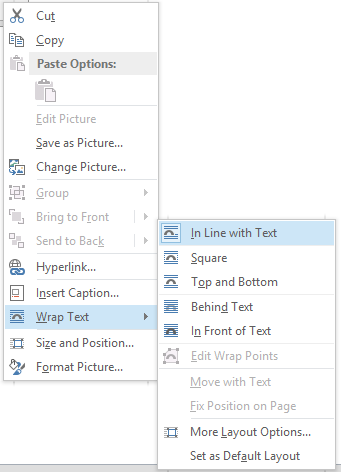 Cut
Copy
Paste Options:
Edit Picture
Save as Picture...
Change Picture...
Group
Bring to Front
Send to Back
Hyperlink...
Insert Caption...
Wrap Text
Size and Position...
Format Picture...
In Line with Text
Square
Top and Bottom
Behind Text
In Front of Text
Edit Wrap Points
Move with Text
Fix Position on Page
More Layout Options...
Set as Default Layout